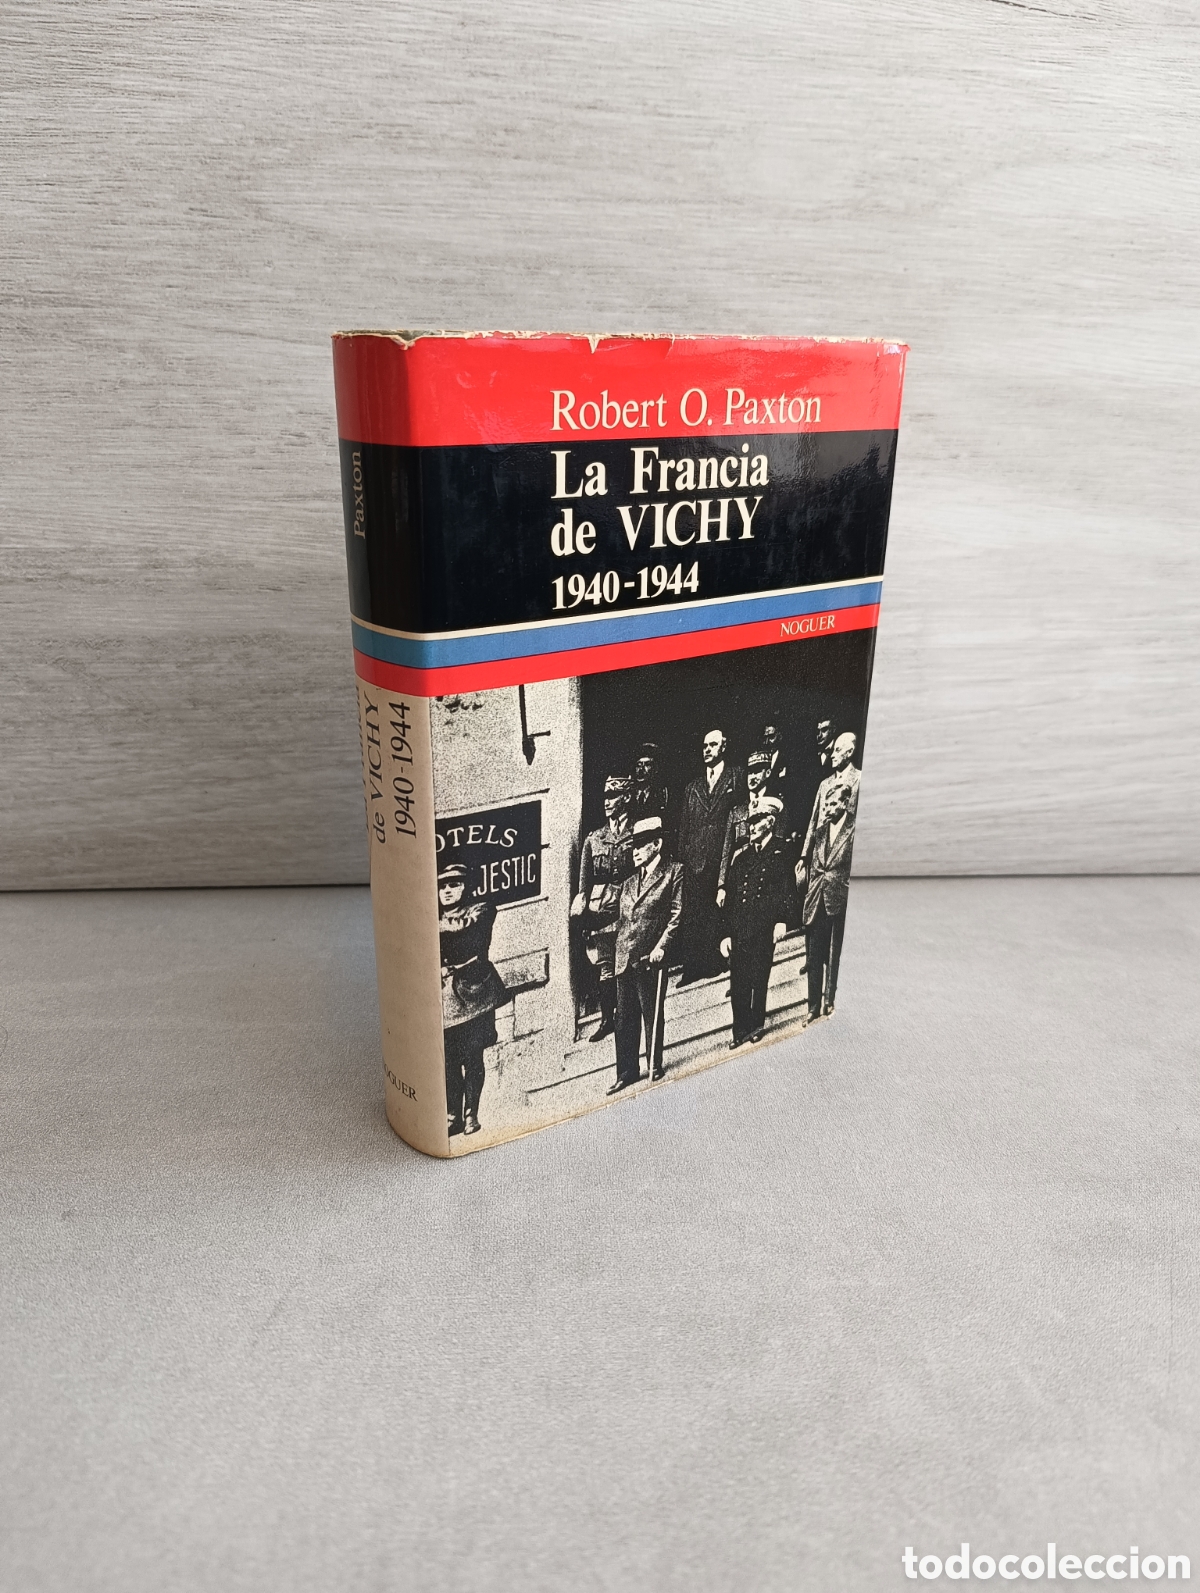 Robert O. Paxton
La Francia
de VICHY
1940-1944
NOGUER
OTELS
JESTIC
Paxton
de VICHY
1940-1944
NOGUER
todocoleccion